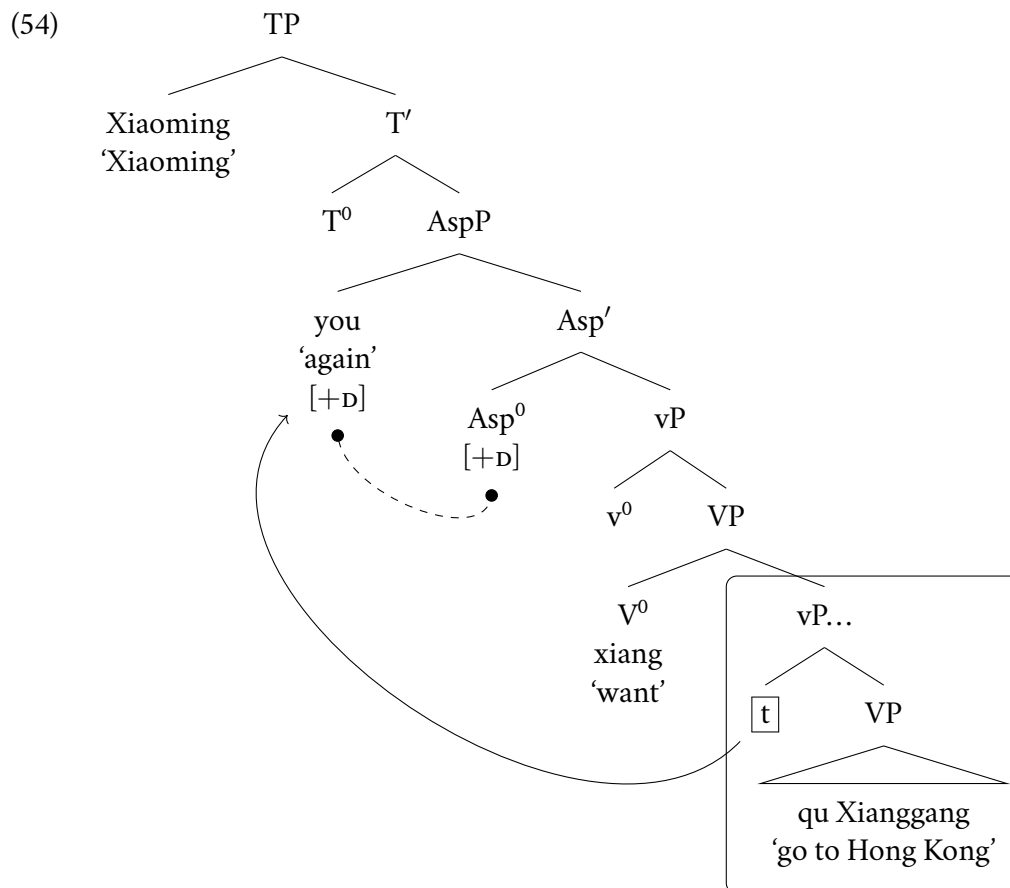 (54) TP
Xiaoming T′
‘Xiaoming’
T⁰ AspP
you Asp′
‘again’
[+ᴅ] Asp⁰ vP
[+ᴅ]
v⁰ VP
V⁰ vP…
xiang
‘want’
t VP
qu Xianggang
‘go to Hong Kong’